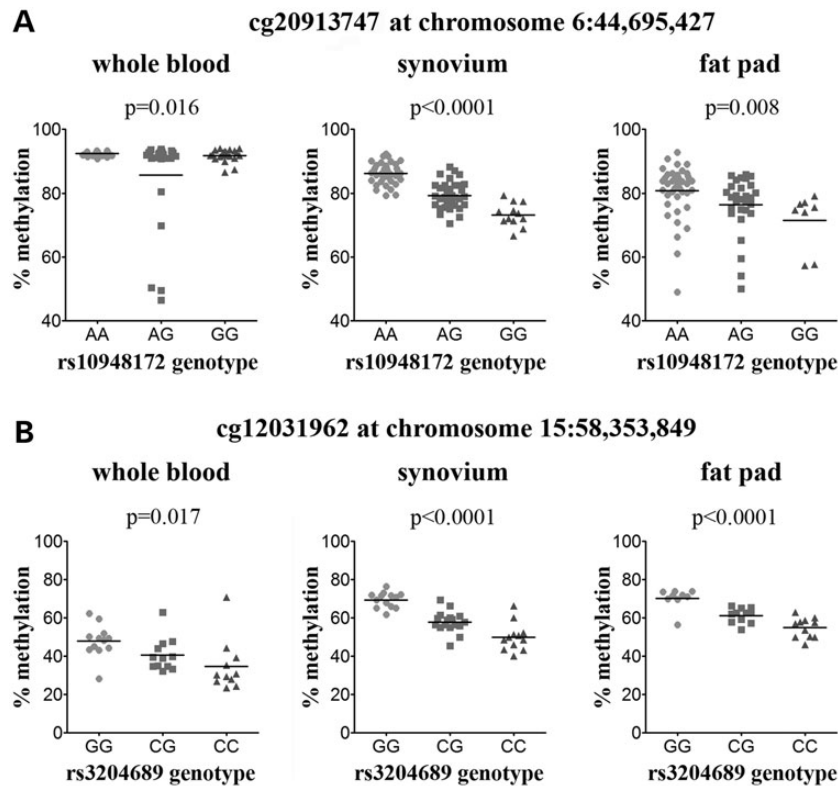 A
cg20913747 at chromosome 6:44,695,427
whole blood
synovium
fat pad
p=0.016
p<0.0001
p=0.008
% methylation
100
80
60
40
AA AG GG
rs10948172 genotype
% methylation
100
80
60
40
AA AG GG
rs10948172 genotype
% methylation
100
80
60
40
AA AG GG
rs10948172 genotype
B
cg12031962 at chromosome 15:58,353,849
whole blood
synovium
fat pad
p=0.017
p<0.0001
p<0.0001
% methylation
100
80
60
40
20
0
GG CG CC
rs3204689 genotype
% methylation
100
80
60
40
20
0
GG CG CC
rs3204689 genotype
% methylation
100
80
60
40
20
0
GG CG CC
rs3204689 genotype